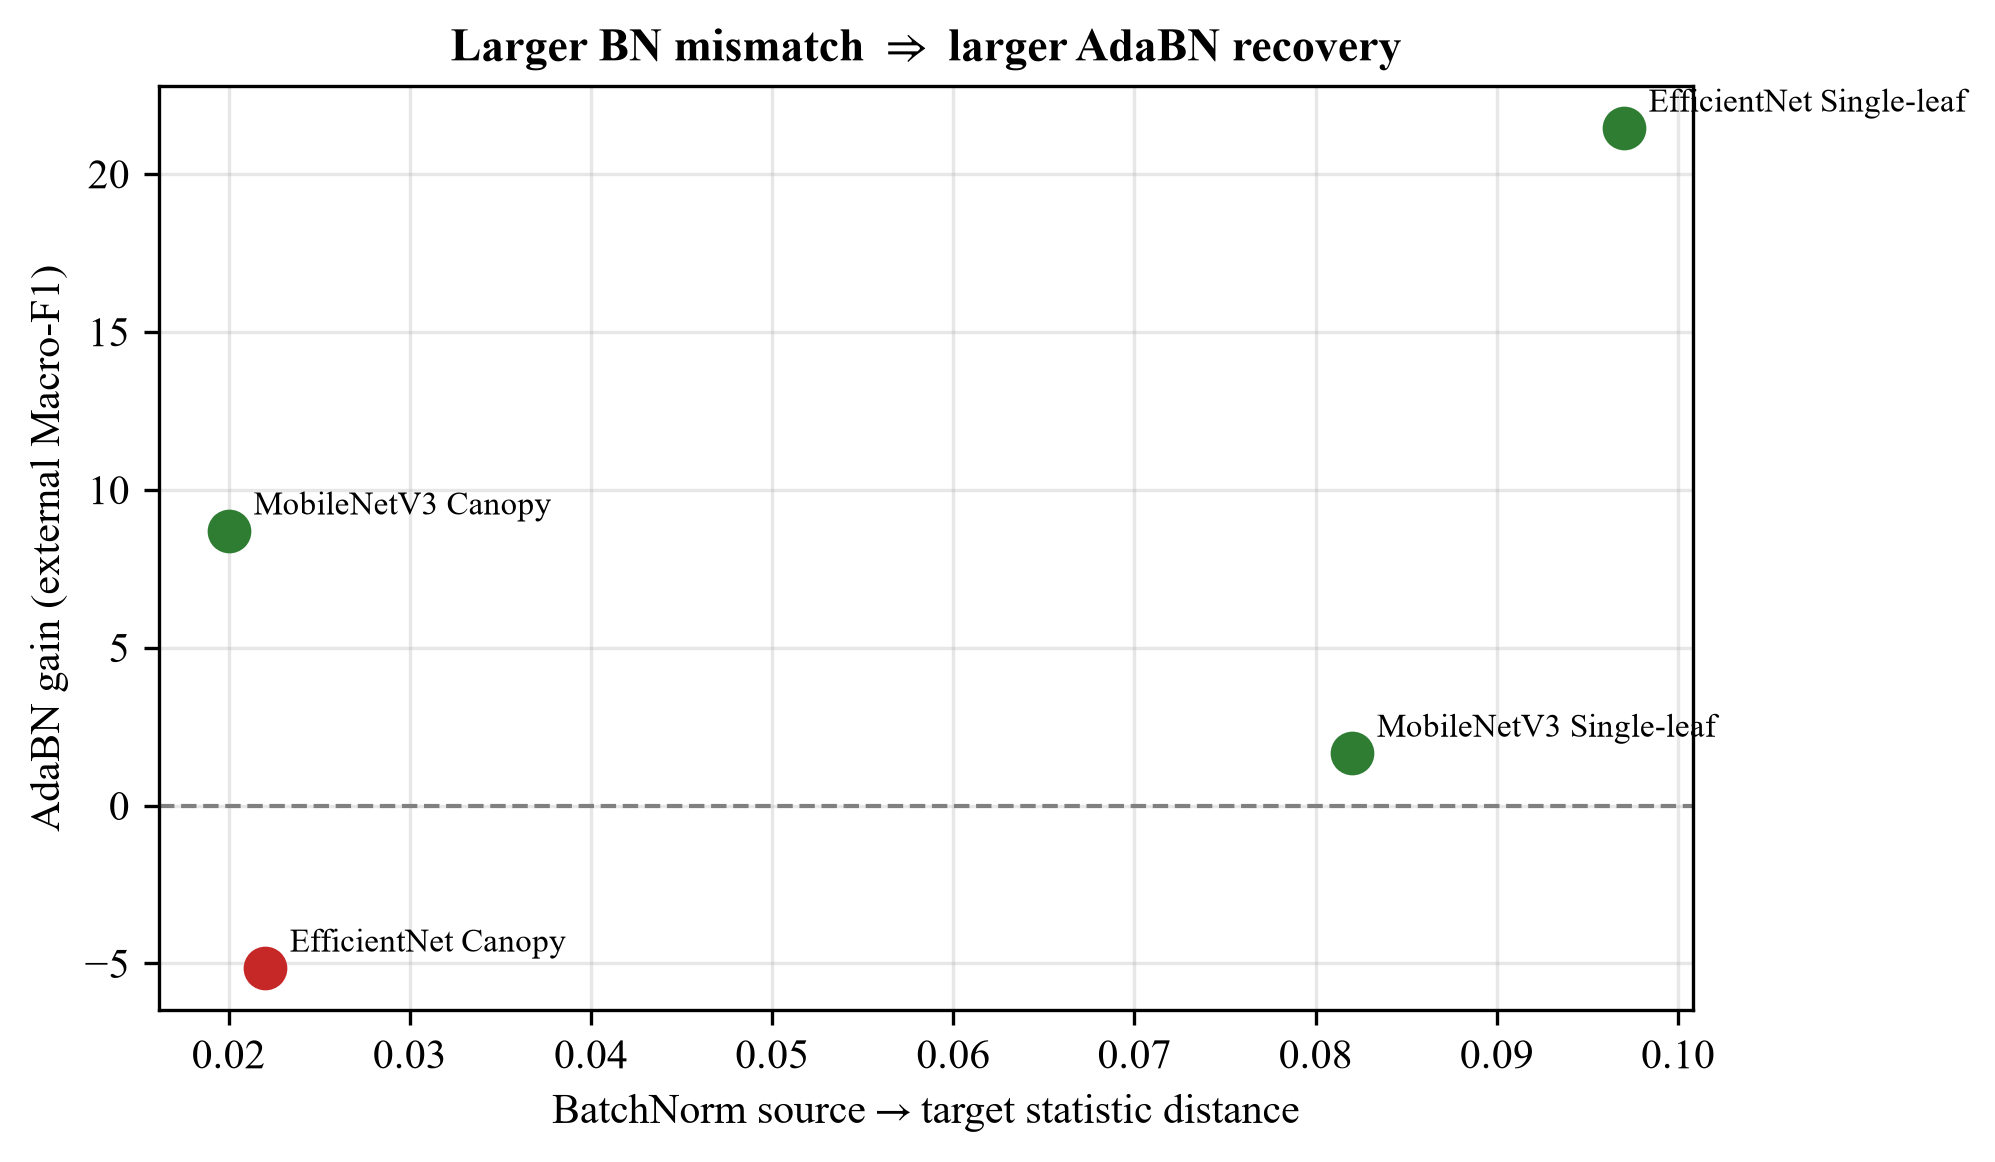 Larger BN mismatch ⇒ larger AdaBN recovery
EfficientNet Single-leaf
20
15
10
MobileNetV3 Canopy
5
MobileNetV3 Single-leaf
0
EfficientNet Canopy
−5
AdaBN gain (external Macro-F1)
0.02 0.03 0.04 0.05 0.06 0.07 0.08 0.09 0.10
BatchNorm source → target statistic distance